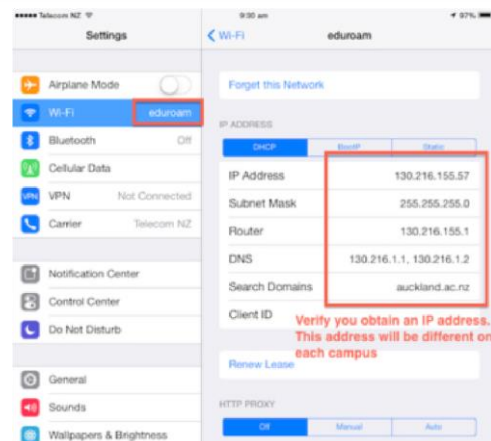 Telecom NZ 9:30 am 97%
Settings
Wi-Fi eduroam
Airplane Mode
Wi-Fi eduroam
Bluetooth Off
Cellular Data
VPN VPN Not Connected
Carrier Telecom NZ
Notification Center
Control Center
Do Not Disturb
General
Sounds
Wallpapers & Brightness
Forget this Network
IP ADDRESS
DHCP BootP Static
IP Address 130.216.155.57
Subnet Mask 255.255.255.0
Router 130.216.155.1
DNS 130.216.1.1, 130.216.1.2
Search Domains auckland.ac.nz
Client ID
Verify you obtain an IP address.
This address will be different on
each campus
Renew Lease
HTTP PROXY
Off Manual Auto